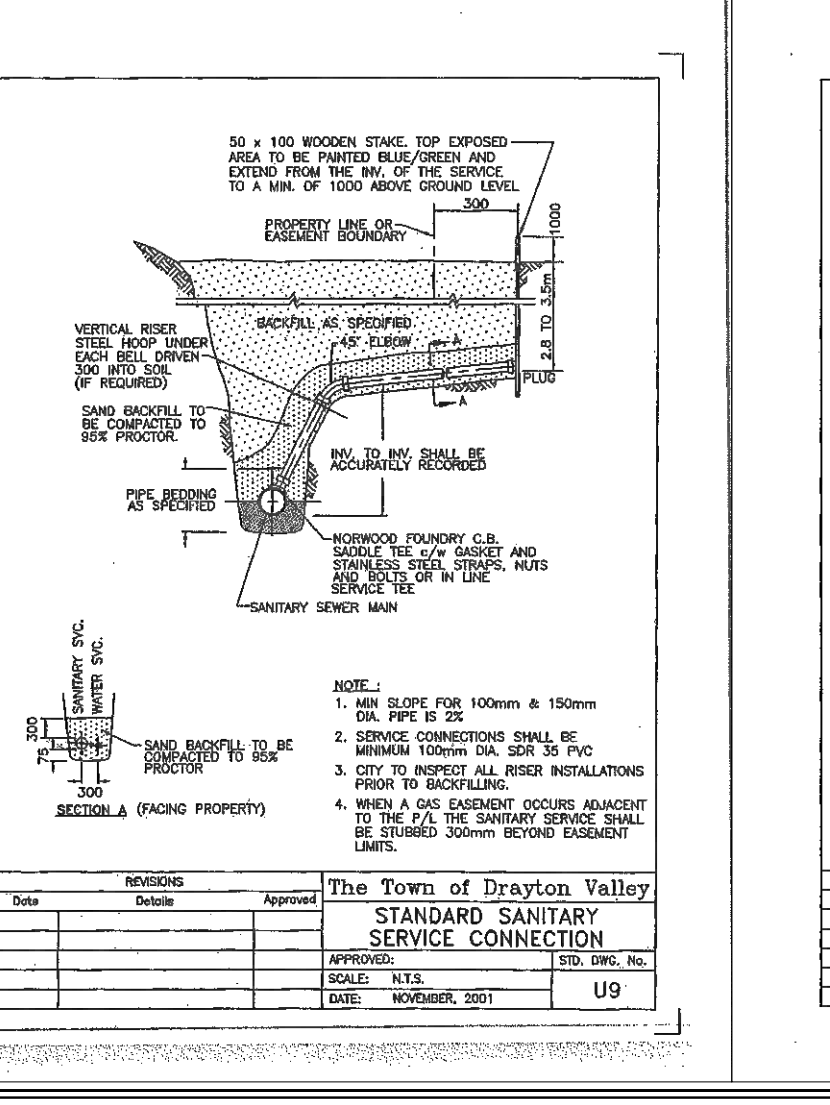 50 x 100 WOODEN STAKE. TOP EXPOSED
AREA TO BE PAINTED BLUE/GREEN AND
EXTEND FROM THE INV. OF THE SERVICE
TO A MIN. OF 1000 ABOVE GROUND LEVEL
300
1000
PROPERTY LINE OR
EASEMENT BOUNDARY
2.8 TO 3.5m
BACKFILL AS SPECIFIED
45° ELBOW
A
VERTICAL RISER
STEEL HOOP UNDER
EACH BELL DRIVEN
300 INTO SOIL
(IF REQUIRED)
PLUG
A
SAND BACKFILL TO
BE COMPACTED TO
95% PROCTOR.
INV. TO INV. SHALL BE
ACCURATELY RECORDED
PIPE BEDDING
AS SPECIFIED
NORWOOD FOUNDRY C.B.
SADDLE TEE c/w GASKET AND
STAINLESS STEEL STRAPS, NUTS
AND BOLTS OR IN LINE
SERVICE TEE
SANITARY SEWER MAIN
SANITARY SVC.
WATER SVC.
300
75
SAND BACKFILL TO BE
COMPACTED TO 95%
PROCTOR
300
SECTION A (FACING PROPERTY)
NOTE :
1. MIN SLOPE FOR 100mm & 150mm
DIA. PIPE IS 2%
2. SERVICE CONNECTIONS SHALL BE
MINIMUM 100mm DIA. SDR 35 PVC
3. CITY TO INSPECT ALL RISER INSTALLATIONS
PRIOR TO BACKFILLING.
4. WHEN A GAS EASEMENT OCCURS ADJACENT
TO THE P/L THE SANITARY SERVICE SHALL
BE STUBBED 300mm BEYOND EASEMENT
LIMITS.
REVISIONS
Date Details Approved
The Town of Drayton Valley
STANDARD SANITARY
SERVICE CONNECTION
APPROVED:
STD. DWG. No.
SCALE: N.T.S.
U9
DATE: NOVEMBER, 2001